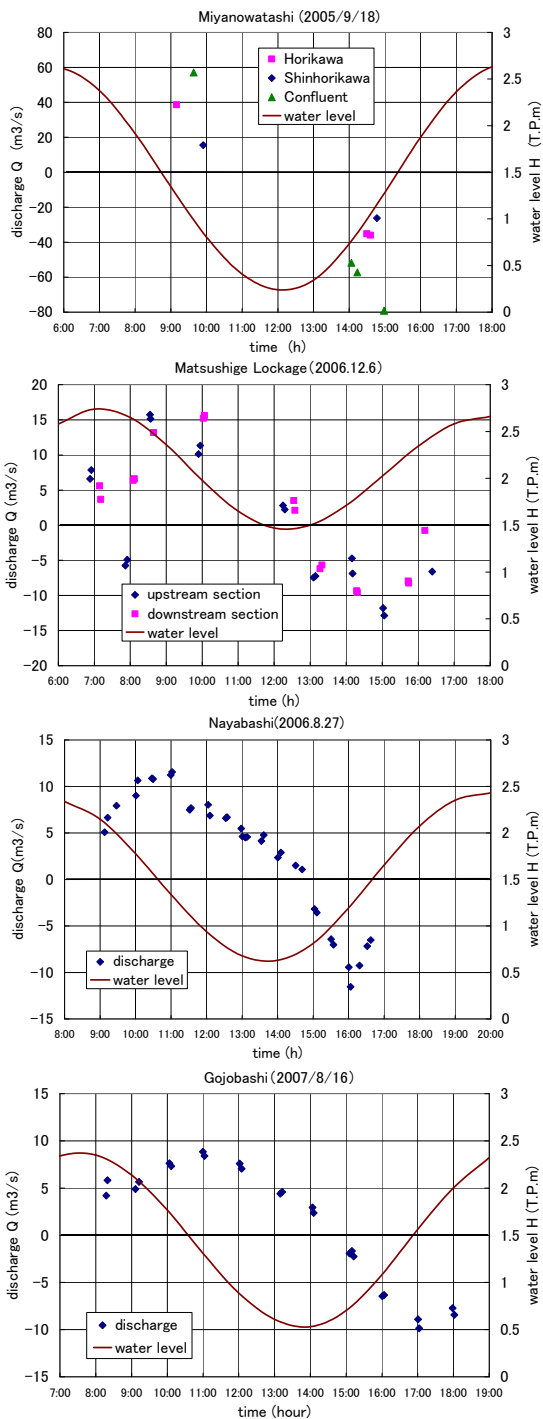 Miyanowatashi (2005/9/18)
discharge Q (m3/s)
80
60
40
20
0
-20
-40
-60
-80
Horikawa
Shinhorikawa
Confluent
water level
3
2.5
2
1.5
1
0.5
0
water level H (T.P.m)
6:00 7:00 8:00 9:00 10:00 11:00 12:00 13:00 14:00 15:00 16:00 17:00 18:00
time (h)
Matsushige Lockage(2006.12.6)
discharge Q (m3/s)
20
15
10
5
0
-5
-10
-15
-20
upstream section
downstream section
water level
3
2.5
2
1.5
1
0.5
0
water level H (T.P.m)
6:00 7:00 8:00 9:00 10:00 11:00 12:00 13:00 14:00 15:00 16:00 17:00 18:00
time (h)
Nayabashi(2006.8.27)
discharge Q(m3/s)
15
10
5
0
-5
-10
-15
discharge
water level
3
2.5
2
1.5
1
0.5
0
water level H (T.P.m)
8:00 9:00 10:00 11:00 12:00 13:00 14:00 15:00 16:00 17:00 18:00 19:00 20:00
time (h)
Gojobashi(2007/8/16)
discharge Q (m3/s)
15
10
5
0
-5
-10
-15
discharge
water level
3
2.5
2
1.5
1
0.5
0
water level H (T.P.m)
7:00 8:00 9:00 10:00 11:00 12:00 13:00 14:00 15:00 16:00 17:00 18:00 19:00
time (hour)